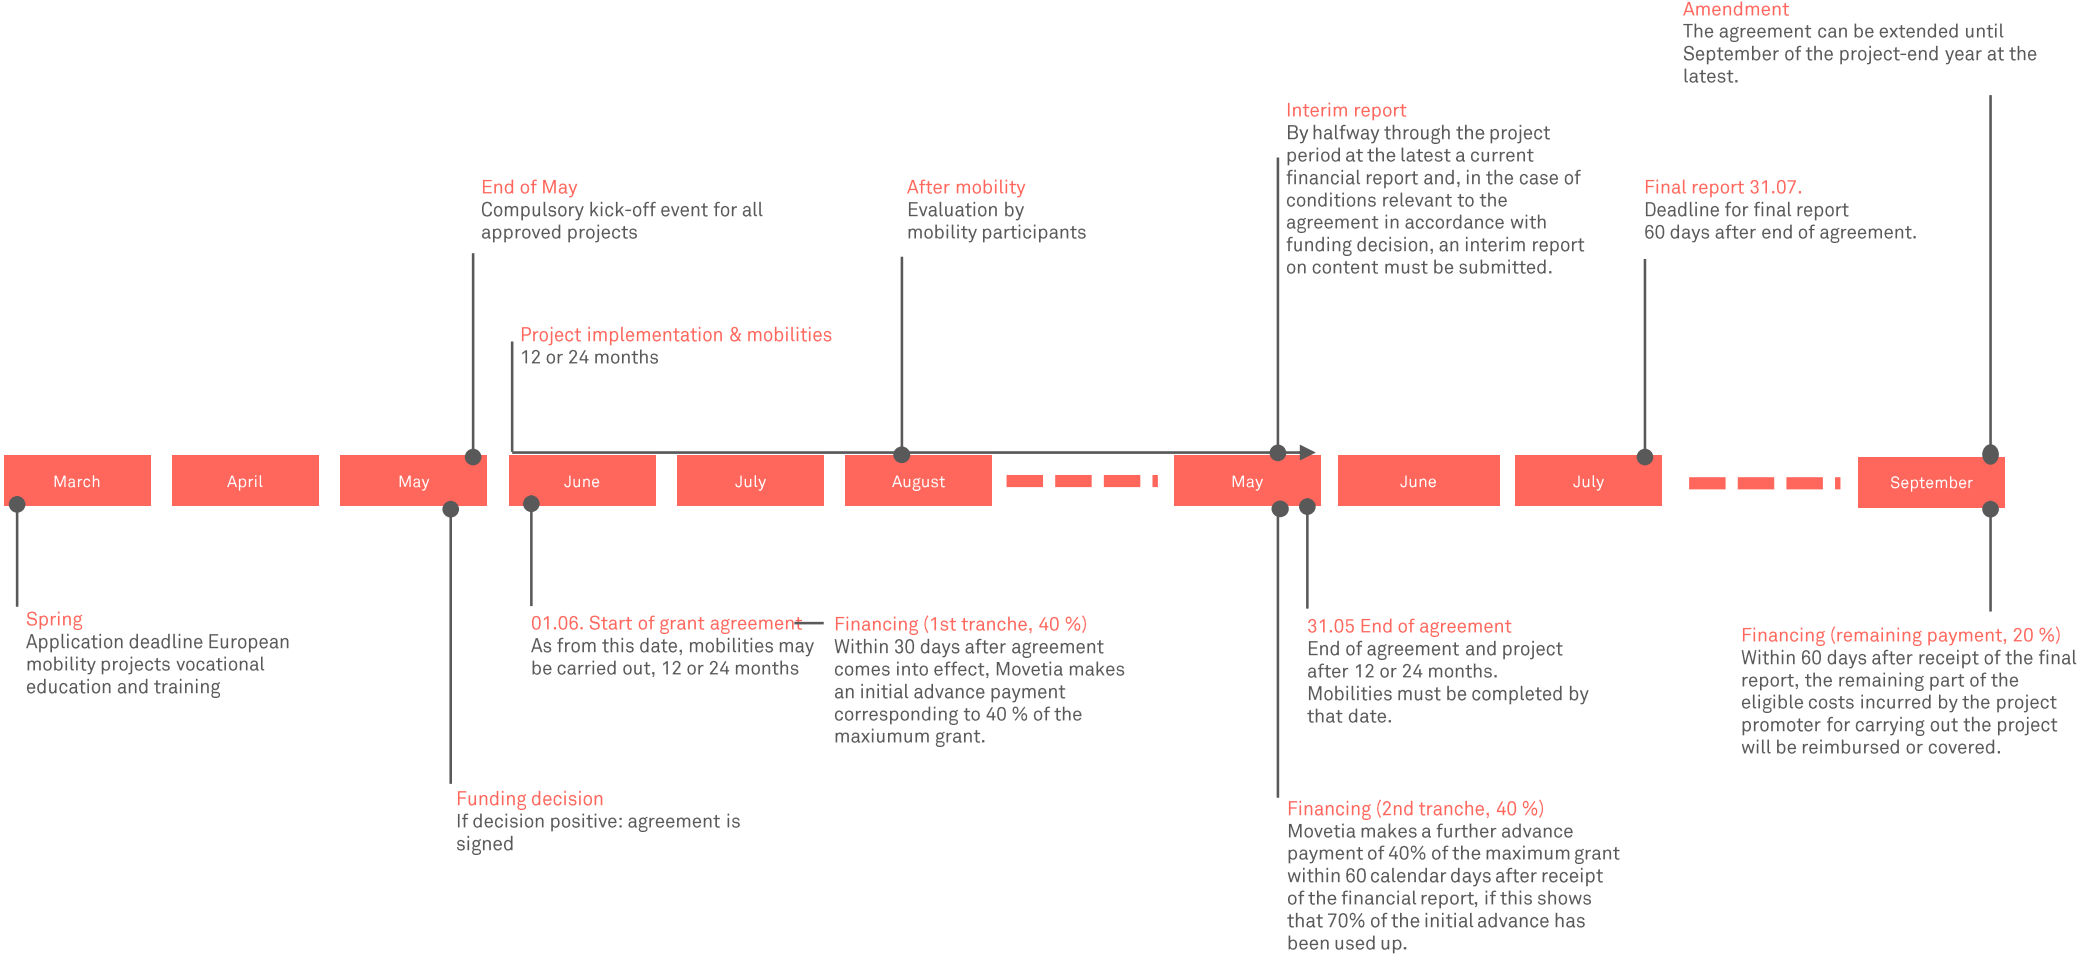 Amendment
The agreement can be extended until
September of the project-end year at the
latest.
Interim report
By halfway through the project
period at the latest a current
financial report and, in the case of
conditions relevant to the
agreement in accordance with
funding decision, an interim report
on content must be submitted.
End of May
Compulsory kick-off event for all
approved projects
After mobility
Evaluation by
mobility participants
Final report 31.07.
Deadline for final report
60 days after end of agreement.
Project implementation & mobilities
12 or 24 months
March
April
May
June
July
August
May
June
July
September
Spring
Application deadline European
mobility projects vocational
education and training
01.06. Start of grant agreement
As from this date, mobilities may
be carried out, 12 or 24 months
Financing (1st tranche, 40 %)
Within 30 days after agreement
comes into effect, Movetia makes
an initial advance payment
corresponding to 40 % of the
maxiumum grant.
31.05 End of agreement
End of agreement and project
after 12 or 24 months.
Mobilities must be completed by
that date.
Financing (remaining payment, 20 %)
Within 60 days after receipt of the final
report, the remaining part of the
eligible costs incurred by the project
promoter for carrying out the project
will be reimbursed or covered.
Funding decision
If decision positive: agreement is
signed
Financing (2nd tranche, 40 %)
Movetia makes a further advance
payment of 40% of the maximum grant
within 60 calendar days after receipt
of the financial report, if this shows
that 70% of the initial advance has
been used up.